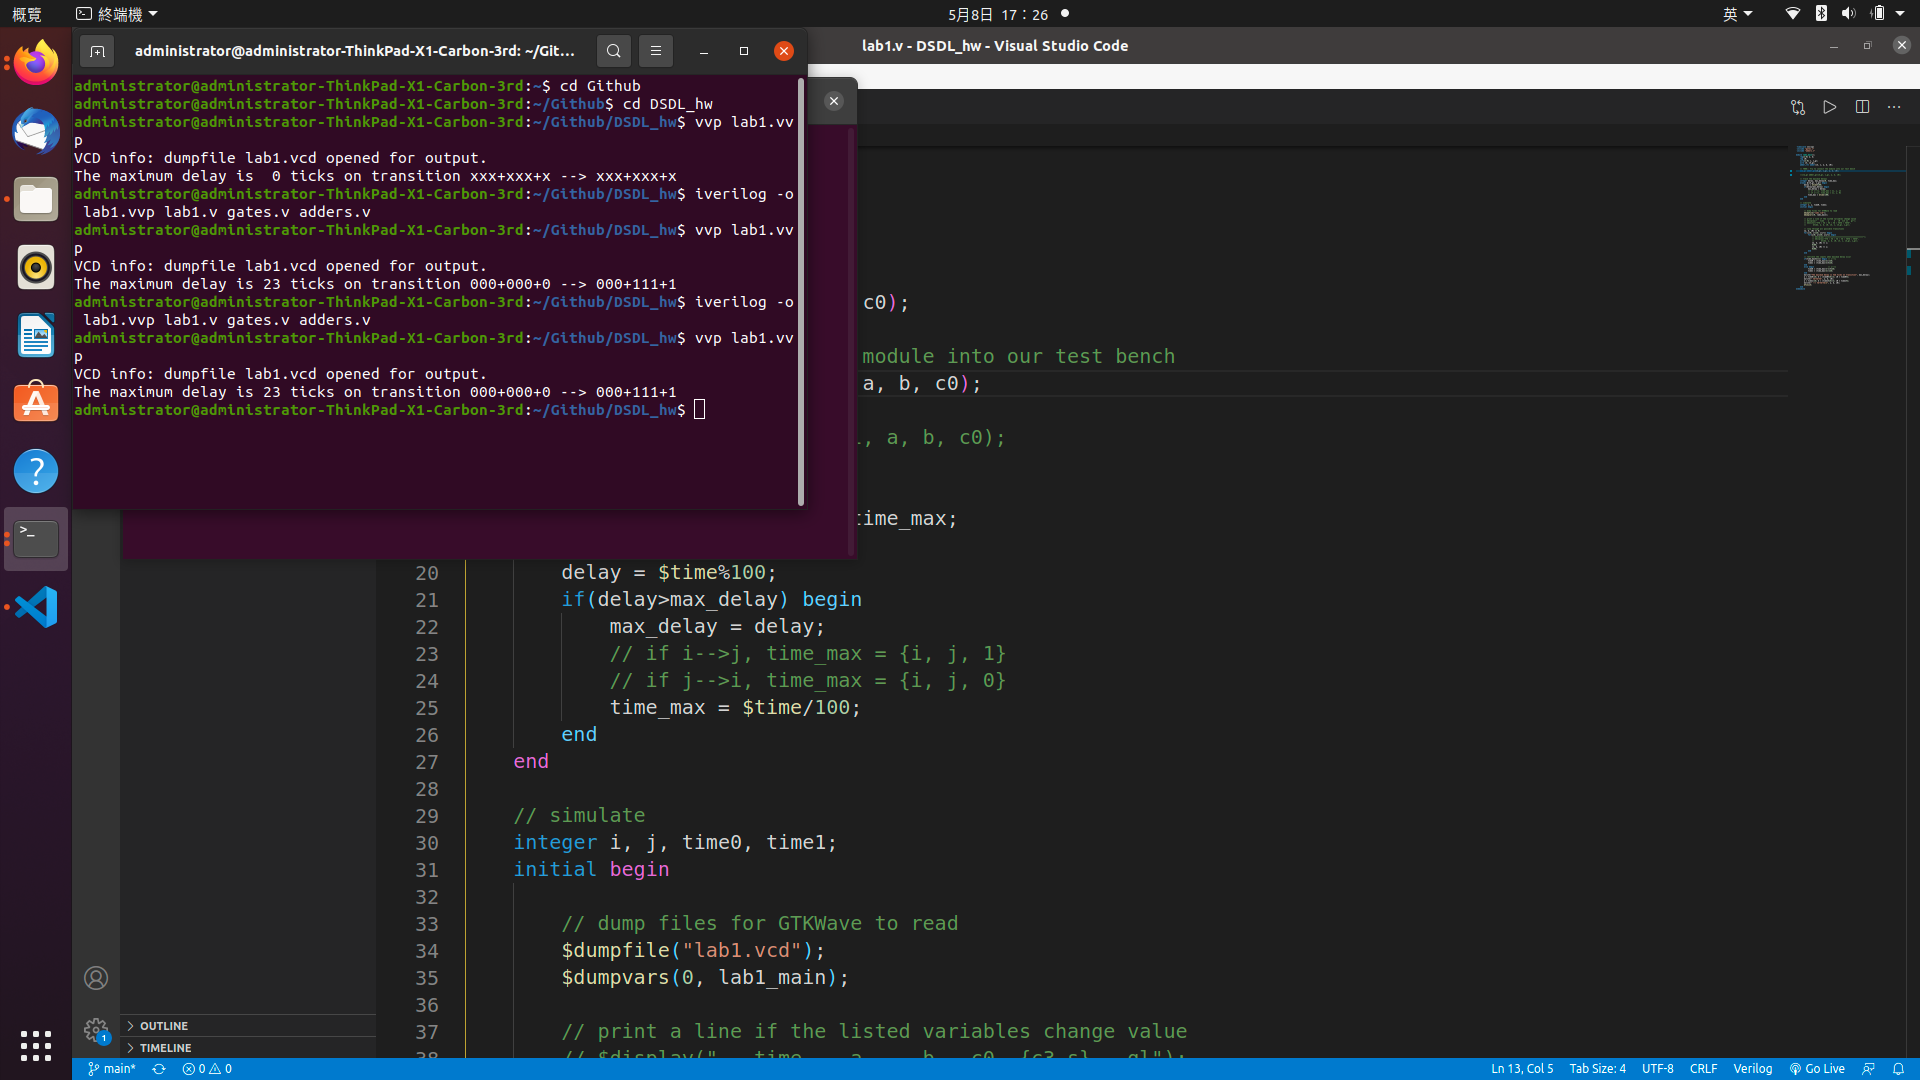 概覽
終端機
5月8日 17：26
英
administrator@administrator-ThinkPad-X1-Carbon-3rd: ~/Git...
lab1.v - DSDL_hw - Visual Studio Code
administrator@administrator-ThinkPad-X1-Carbon-3rd:~$ cd Github
administrator@administrator-ThinkPad-X1-Carbon-3rd:~/Github$ cd DSDL_hw
administrator@administrator-ThinkPad-X1-Carbon-3rd:~/Github/DSDL_hw$ vvp lab1.vv
p
VCD info: dumpfile lab1.vcd opened for output.
The maximum delay is  0 ticks on transition xxx+xxx+x --> xxx+xxx+x
administrator@administrator-ThinkPad-X1-Carbon-3rd:~/Github/DSDL_hw$ iverilog -o
 lab1.vvp lab1.v gates.v adders.v
administrator@administrator-ThinkPad-X1-Carbon-3rd:~/Github/DSDL_hw$ vvp lab1.vv
p
VCD info: dumpfile lab1.vcd opened for output.
The maximum delay is 23 ticks on transition 000+000+0 --> 000+111+1
administrator@administrator-ThinkPad-X1-Carbon-3rd:~/Github/DSDL_hw$ iverilog -o
 lab1.vvp lab1.v gates.v adders.v
administrator@administrator-ThinkPad-X1-Carbon-3rd:~/Github/DSDL_hw$ vvp lab1.vv
p
VCD info: dumpfile lab1.vcd opened for output.
The maximum delay is 23 ticks on transition 000+000+0 --> 000+111+1
administrator@administrator-ThinkPad-X1-Carbon-3rd:~/Github/DSDL_hw$
c0);
module into our test bench
a, b, c0);
, a, b, c0);
time_max;
20 delay = $time%100;
21 if(delay>max_delay) begin
22 max_delay = delay;
23 // if i-->j, time_max = {i, j, 1}
24 // if j-->i, time_max = {i, j, 0}
25 time_max = $time/100;
26 end
27 end
28
29 // simulate
30 integer i, j, time0, time1;
31 initial begin
32
33 // dump files for GTKWave to read
34 $dumpfile("lab1.vcd");
35 $dumpvars(0, lab1_main);
36
37 // print a line if the listed variables change value
38 // $display(" time a b c0 {c3,s} gl");
OUTLINE
TIMELINE
1
main*
0 0
Ln 13, Col 5
Tab Size: 4
UTF-8
CRLF
Verilog
Go Live